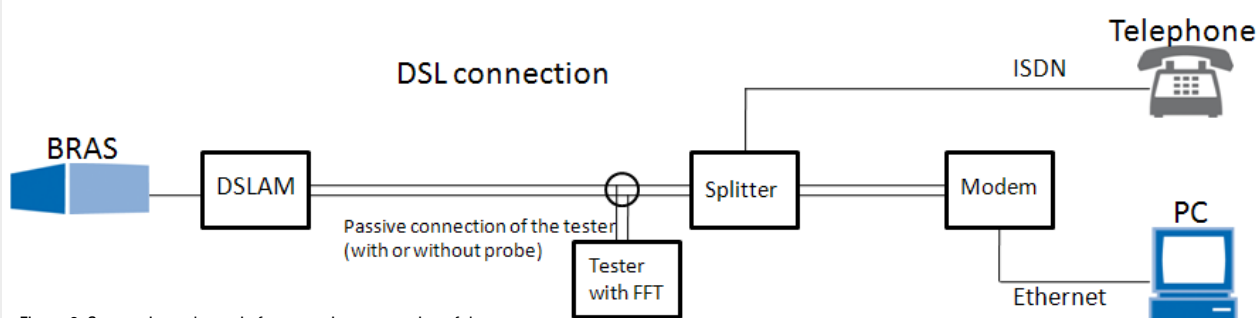 Telephone
DSL connection
ISDN
BRAS
DSLAM
Splitter
Modem
PC
Passive connection of the tester
(with or without probe)
Tester
with FFT
Ethernet